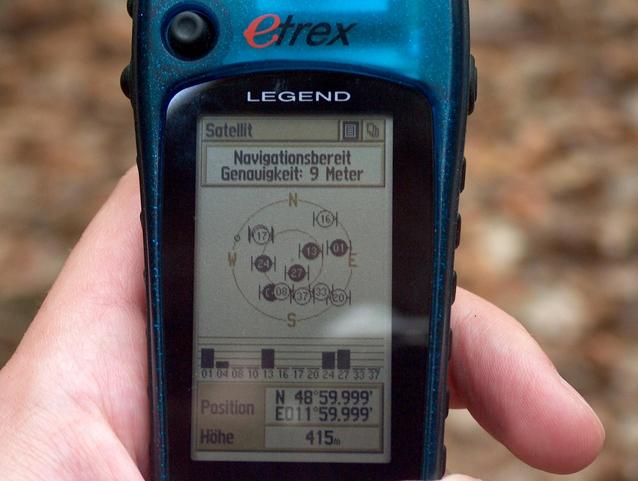 etrex
LEGEND
Satellit
Navigationsbereit
Genauigkeit: 9 Meter
N
16
17
13 01
W E
24
27
08 37 33 20
S
01 04 08 10 13 16 17 20 24 27 33 37
Position
N 48°59.999'
E011°59.999'
Höhe
415m